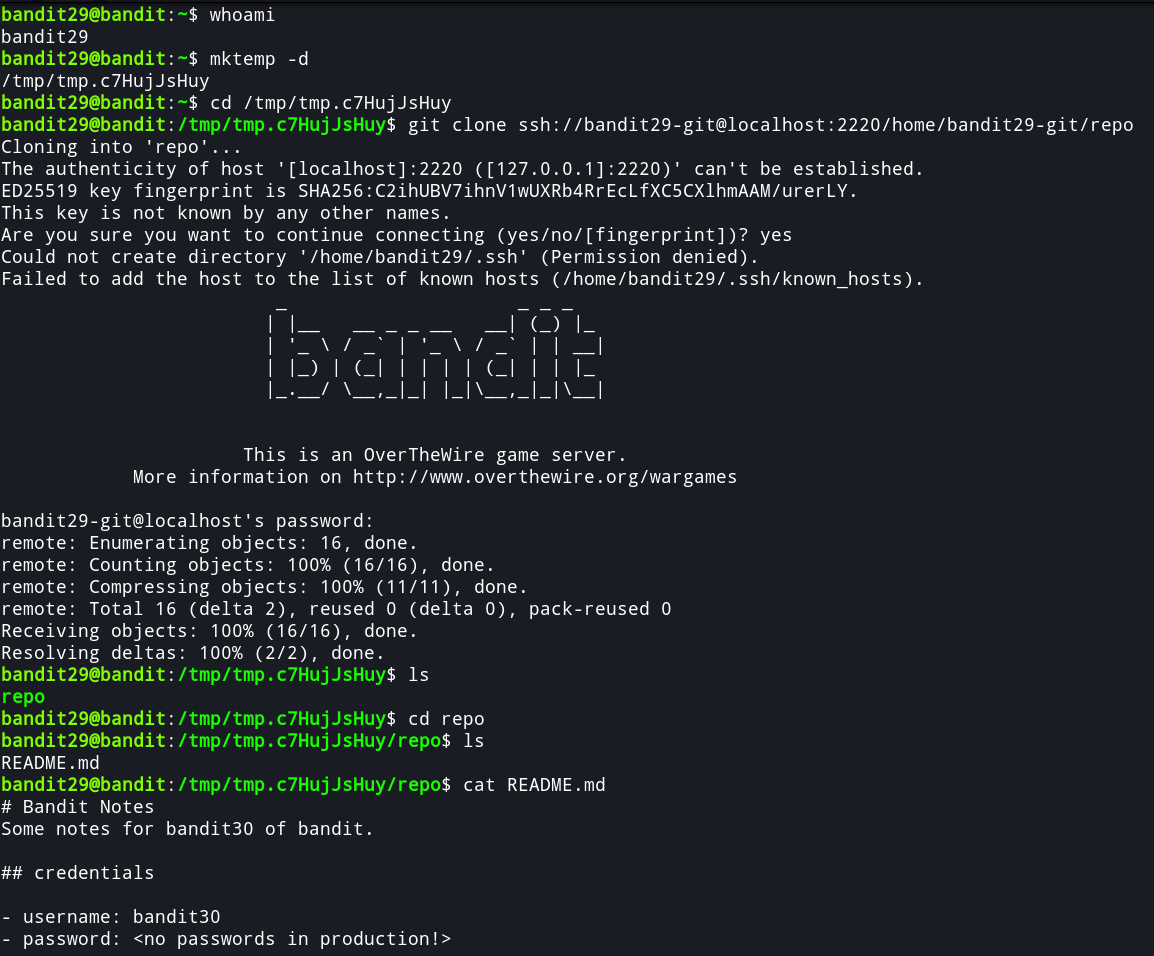 bandit29@bandit:~$ whoami
bandit29
bandit29@bandit:~$ mktemp -d
/tmp/tmp.c7HujJsHuy
bandit29@bandit:~$ cd /tmp/tmp.c7HujJsHuy
bandit29@bandit:/tmp/tmp.c7HujJsHuy$ git clone ssh://bandit29-git@localhost:2220/home/bandit29-git/repo
Cloning into 'repo'...
The authenticity of host '[localhost]:2220 ([127.0.0.1]:2220)' can't be established.
ED25519 key fingerprint is SHA256:C2ihUBV7ihnV1wUXRb4RrEcLfXC5CXlhmAAM/urerLY.
This key is not known by any other names.
Are you sure you want to continue connecting (yes/no/[fingerprint])? yes
Could not create directory '/home/bandit29/.ssh' (Permission denied).
Failed to add the host to the list of known hosts (/home/bandit29/.ssh/known_hosts).
                         _                     _ _ _
                        | |__   __ _ _ __   __| (_) |_
                        | '_ \ / _` | '_ \ / _` | | __|
                        | |_) | (_| | | | | (_| | | |_
                        |_.__/ \__,_|_| |_|\__,_|_|\__|
                      This is an OverTheWire game server.
            More information on http://www.overthewire.org/wargames
bandit29-git@localhost's password:
remote: Enumerating objects: 16, done.
remote: Counting objects: 100% (16/16), done.
remote: Compressing objects: 100% (11/11), done.
remote: Total 16 (delta 2), reused 0 (delta 0), pack-reused 0
Receiving objects: 100% (16/16), done.
Resolving deltas: 100% (2/2), done.
bandit29@bandit:/tmp/tmp.c7HujJsHuy$ ls
repo
bandit29@bandit:/tmp/tmp.c7HujJsHuy$ cd repo
bandit29@bandit:/tmp/tmp.c7HujJsHuy/repo$ ls
README.md
bandit29@bandit:/tmp/tmp.c7HujJsHuy/repo$ cat README.md
# Bandit Notes
Some notes for bandit30 of bandit.
## credentials
- username: bandit30
- password: <no passwords in production!>